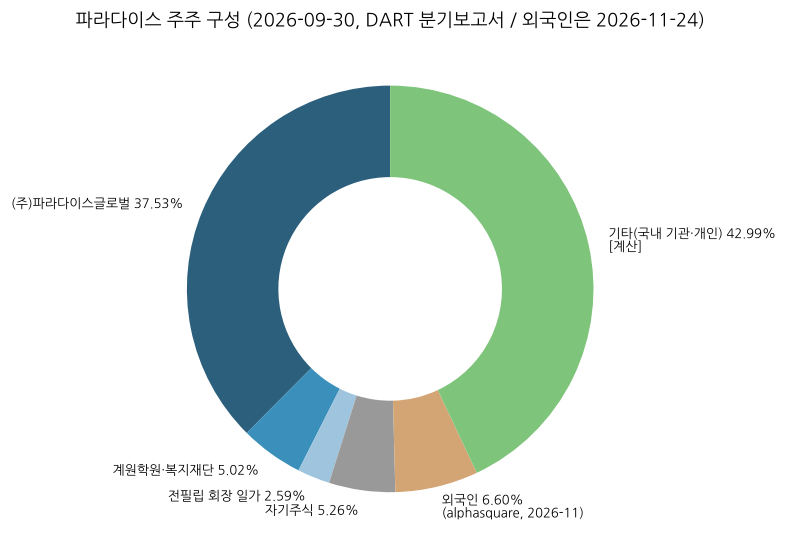 파라다이스 주주 구성 (2026-09-30, DART 분기보고서 / 외국인은 2026-11-24)
(주)파라다이스글로벌 37.53%
기타(국내 기관·개인) 42.99%
[계산]
계원학원·복지재단 5.02%
전필립 회장 일가 2.59%
자기주식 5.26%
외국인 6.60%
(alphasquare, 2026-11)